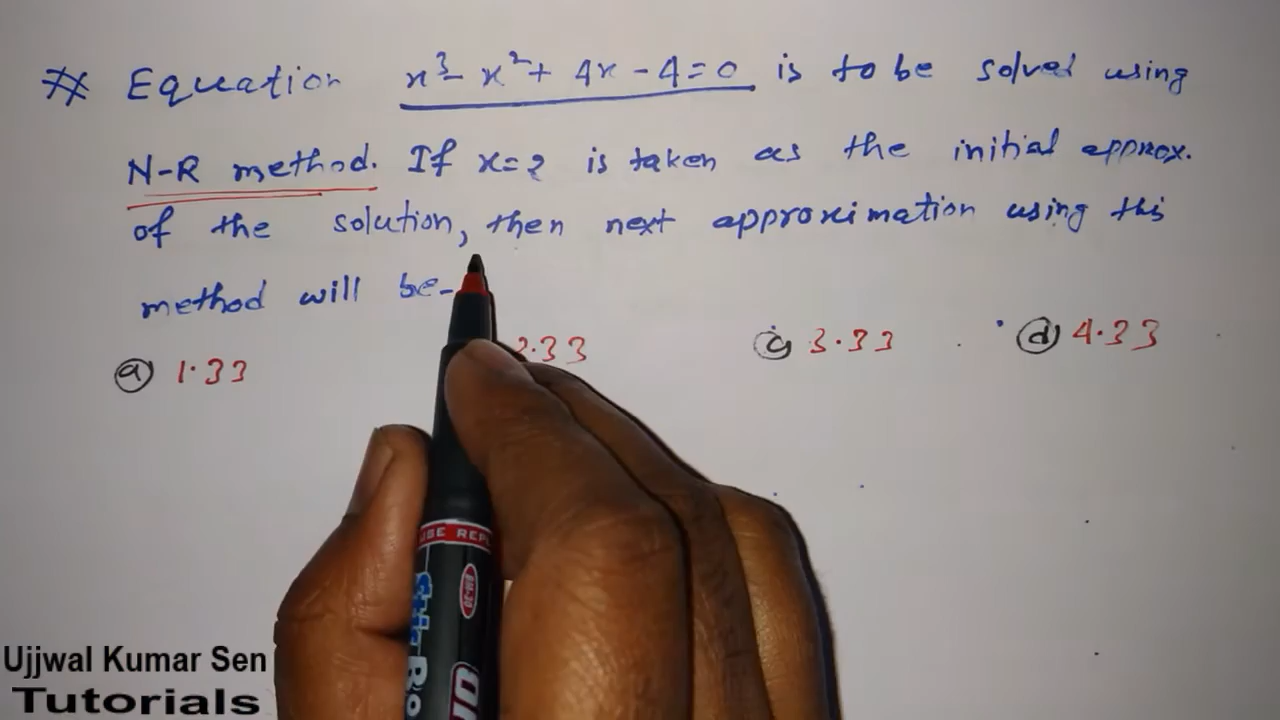 # Equation x³- x²+ 4x - 4 = 0 is to be solved using
N-R method. If x=2 is taken as the initial approx.
of the solution, then next approximation using this
method will be-
(a) 1.33 2.33 (c) 3.33 (d) 4.33
USE REPL
Ujjwal Kumar Sen
Tutorials